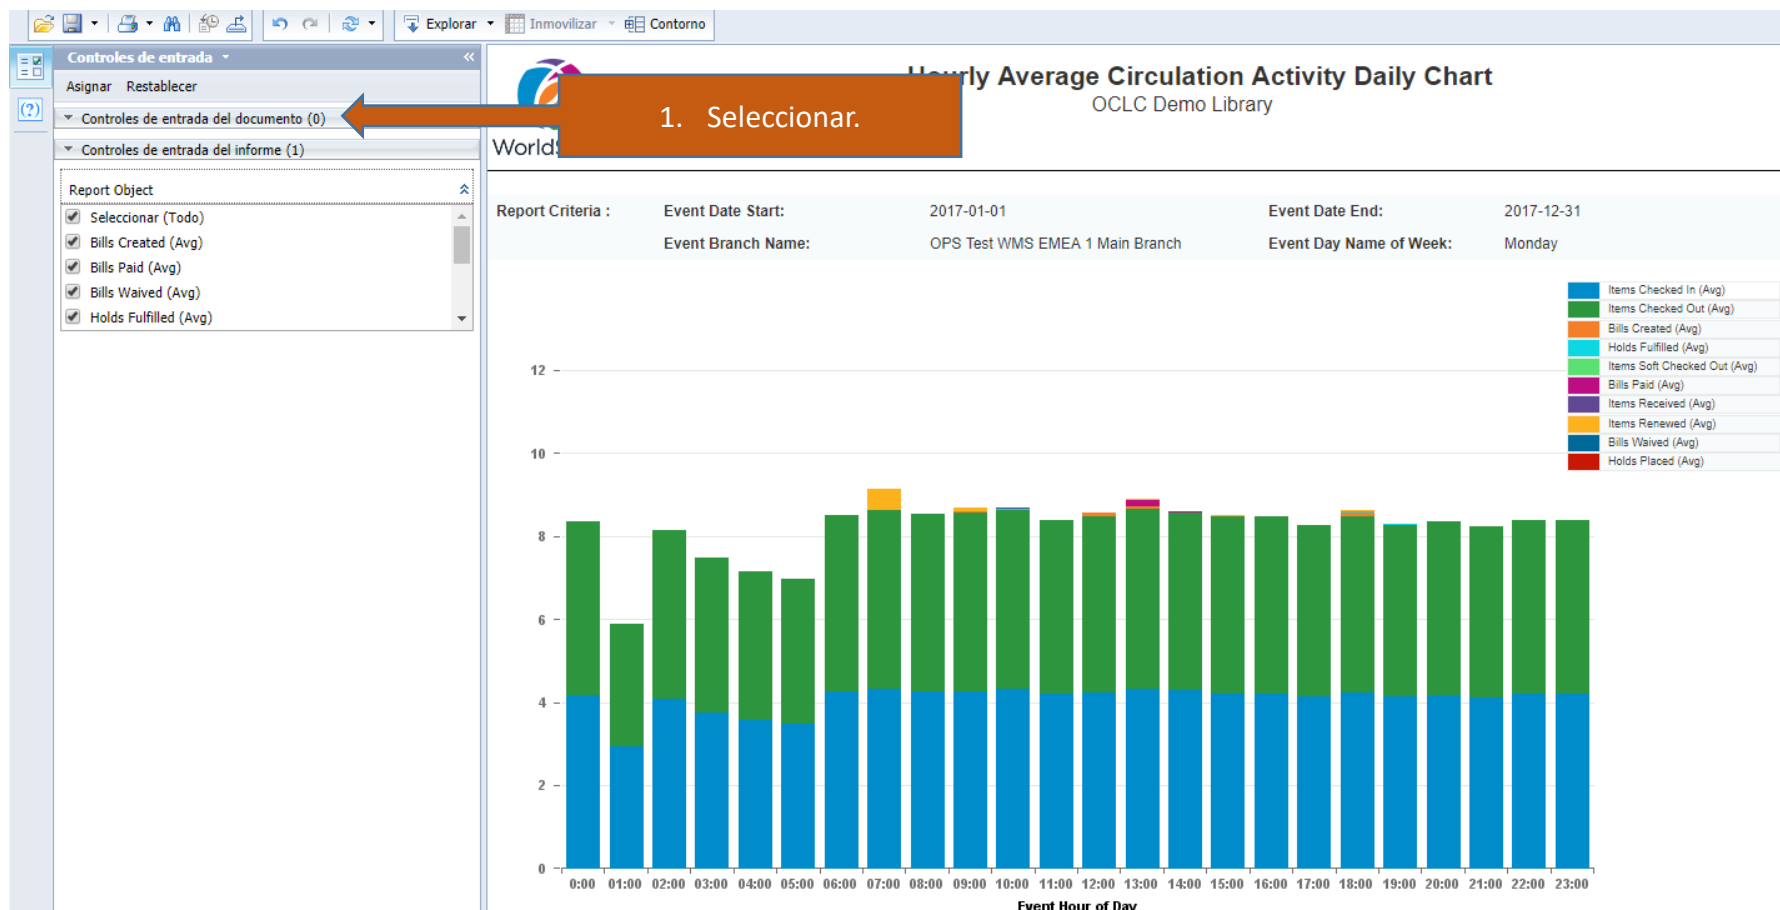 Explorar Inmovilizar Contorno
Controles de entrada
Asignar Restablecer
Controles de entrada del documento (0)
Controles de entrada del informe (1)
Report Object
Seleccionar (Todo)
Bills Created (Avg)
Bills Paid (Avg)
Bills Waived (Avg)
Holds Fulfilled (Avg)
1. Seleccionar.
Hourly Average Circulation Activity Daily Chart
OCLC Demo Library
Report Criteria : Event Date Start: 2017-01-01 Event Date End: 2017-12-31
Event Branch Name: OPS Test WMS EMEA 1 Main Branch Event Day Name of Week: Monday
Items Checked In (Avg)
Items Checked Out (Avg)
Bills Created (Avg)
Holds Fulfilled (Avg)
Items Soft Checked Out (Avg)
Bills Paid (Avg)
Items Received (Avg)
Items Renewed (Avg)
Bills Waived (Avg)
Holds Placed (Avg)
12
10
8
6
4
2
0
0:00 01:00 02:00 03:00 04:00 05:00 06:00 07:00 08:00 09:00 10:00 11:00 12:00 13:00 14:00 15:00 16:00 17:00 18:00 19:00 20:00 21:00 22:00 23:00
Event Hour of Day